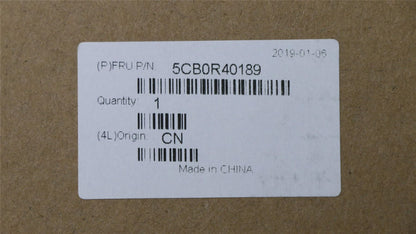 2019-01-06
(P)FRU P/N 5CB0R40189
Quantity 1
(4L)Origin: CN
Made in CHINA